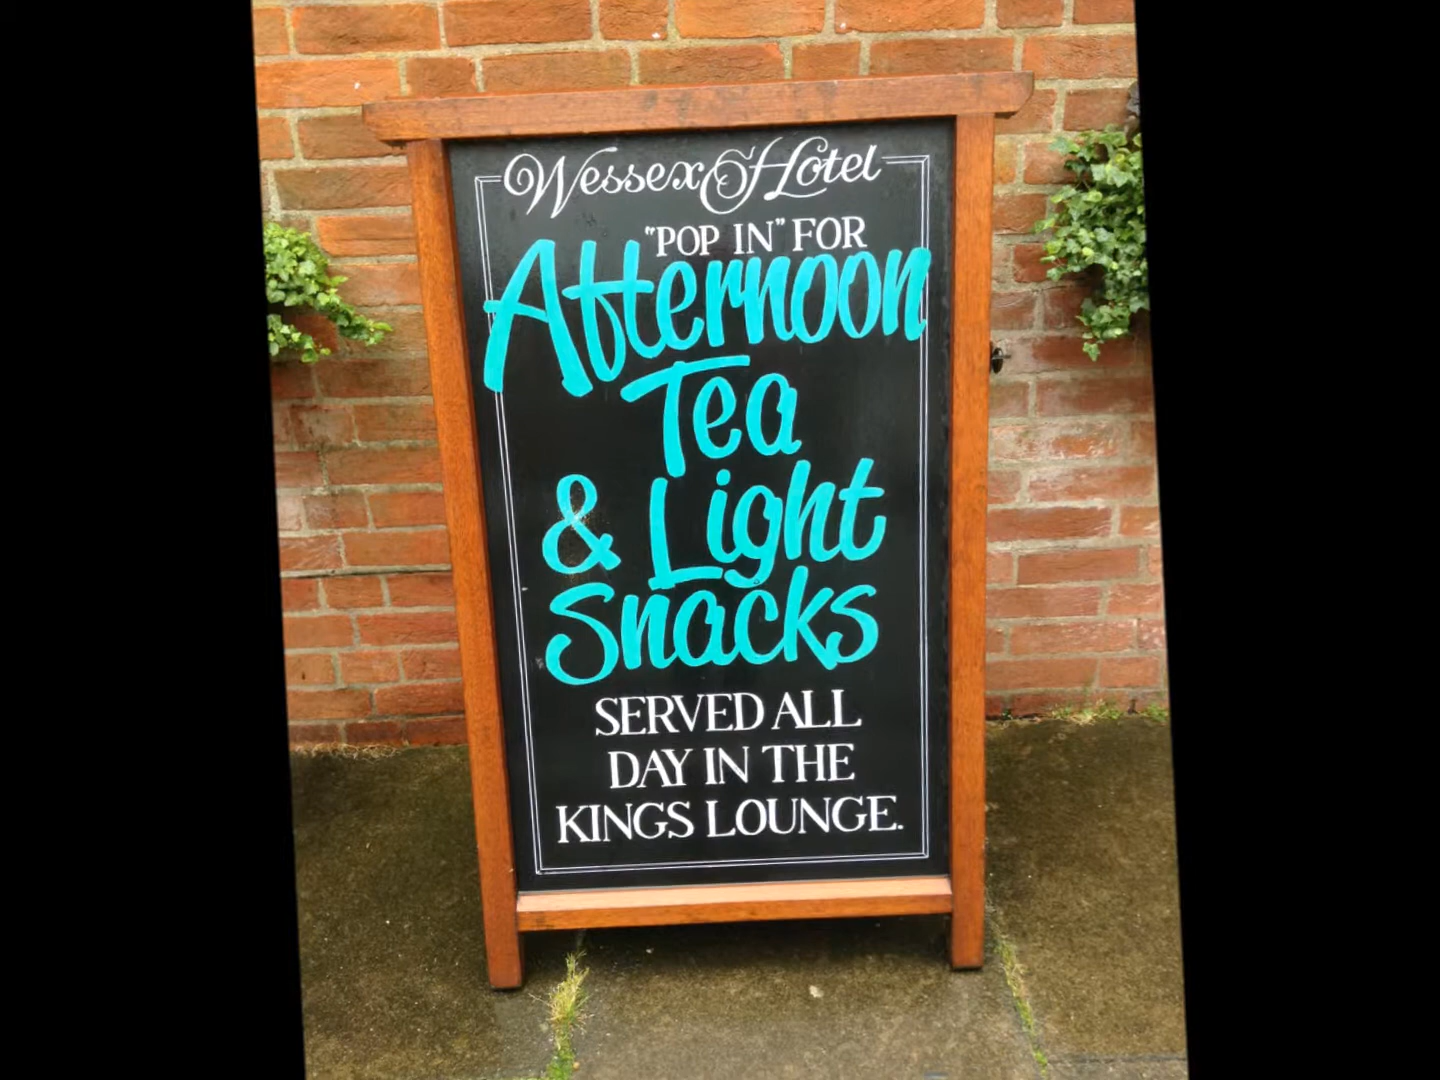 Wessex Hotel
"POP IN" FOR
Afternoon
Tea
& Light
Snacks
SERVED ALL
DAY IN THE
KINGS LOUNGE.